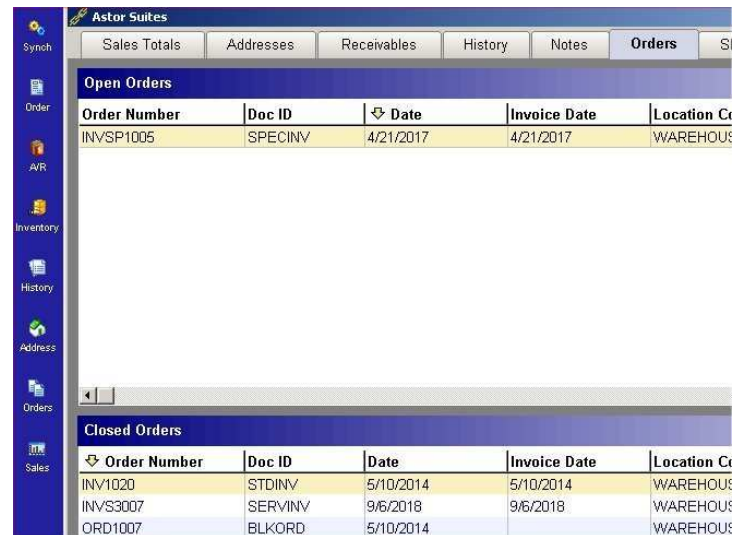 Astor Suites
Synch
Sales Totals Addresses Receivables History Notes Orders
Order
Open Orders
Order Number Doc ID Date Invoice Date Location
INVSP1005 SPECINV 4/21/2017 4/21/2017
A/R
Inventory
History
Address
Orders
Sales
Closed Orders
Order Number Doc ID Date Invoice Date Location
INV1020 STDINV 5/10/2014 5/10/2014
INVS3007 SERVINV 9/6/2018 9/6/2018
ORD1007 BLKORD 5/10/2014